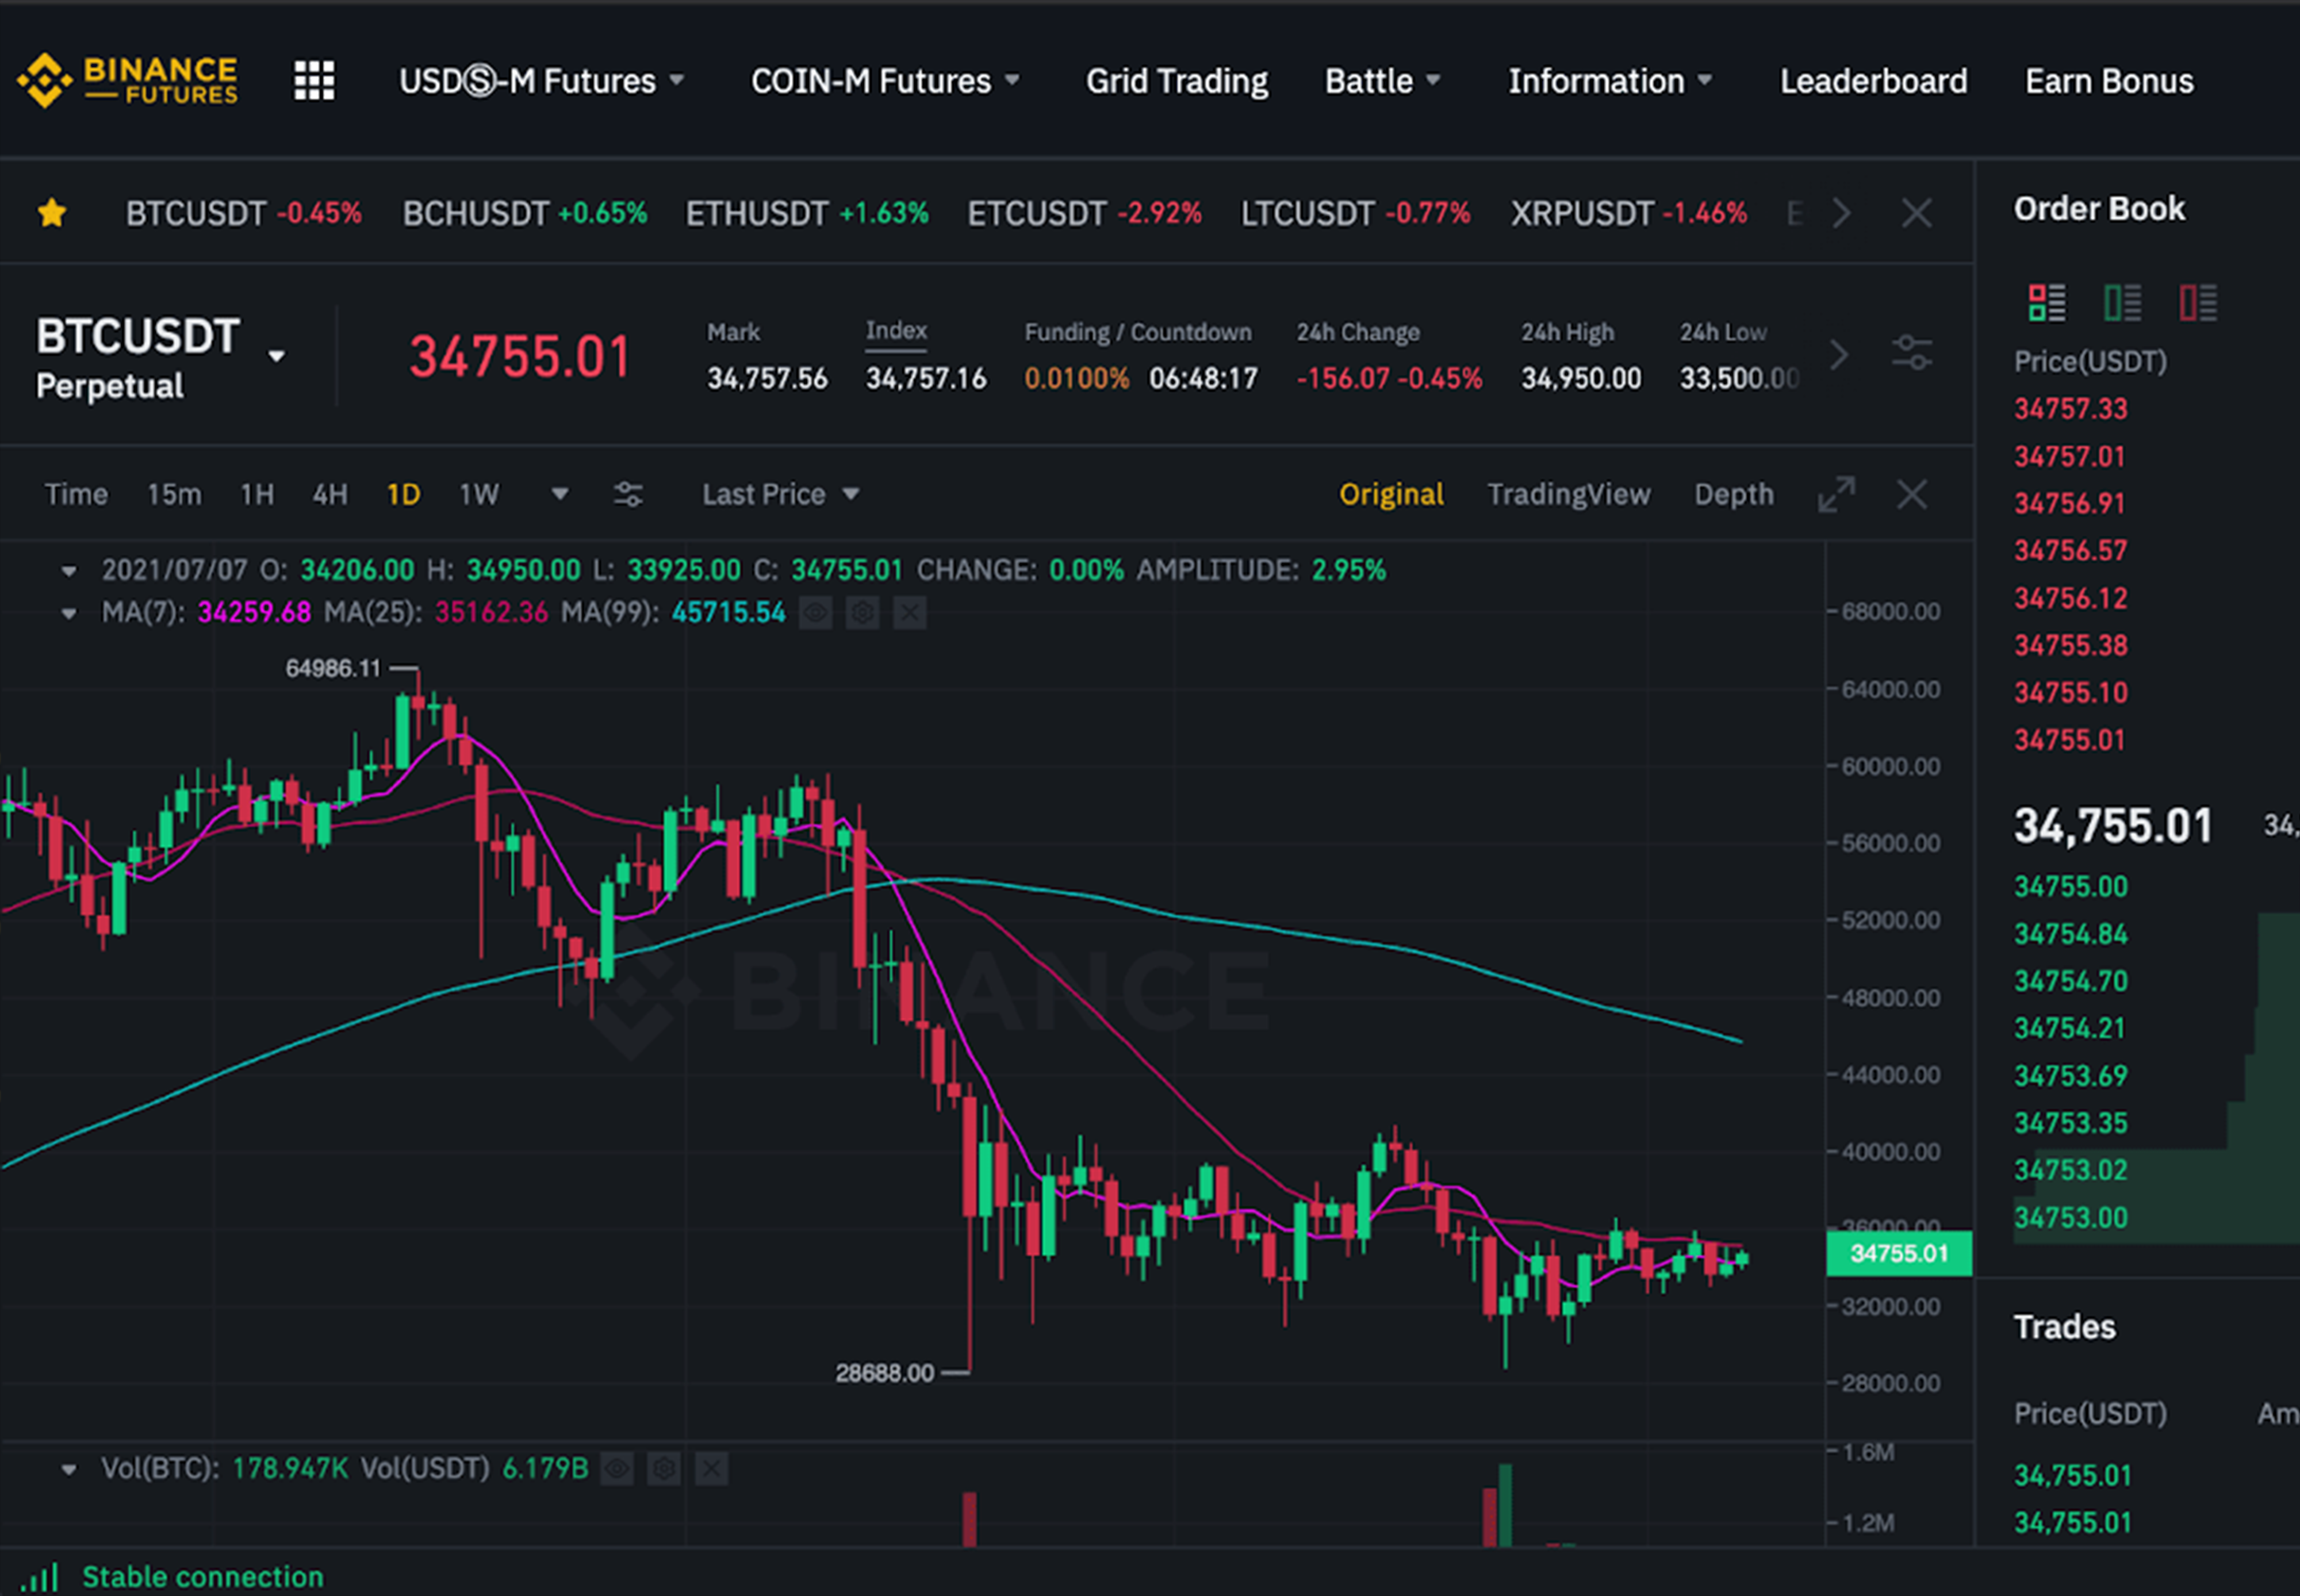 BINANCE
FUTURES
USDⓈ-M Futures COIN-M Futures Grid Trading Battle Information Leaderboard Earn Bonus
BTCUSDT -0.45% BCHUSDT +0.65% ETHUSDT +1.63% ETCUSDT -2.92% LTCUSDT -0.77% XRPUSDT -1.46%
BTCUSDT
Perpetual
34755.01
Mark Index Funding / Countdown 24h Change 24h High 24h Low
34,757.56 34,757.16 0.0100% 06:48:17 -156.07 -0.45% 34,950.00 33,500.00
Time 15m 1H 4H 1D 1W Last Price Original TradingView Depth
2021/07/07 O: 34206.00 H: 34950.00 L: 33925.00 C: 34755.01 CHANGE: 0.00% AMPLITUDE: 2.95%
MA(7): 34259.68 MA(25): 35162.36 MA(99): 45715.54
64986.11
BINANCE
28688.00
68000.00
64000.00
60000.00
56000.00
52000.00
48000.00
44000.00
40000.00
36000.00
34755.01
32000.00
28000.00
Vol(BTC): 178.947K Vol(USDT) 6.179B
1.6M
1.2M
Stable connection
Order Book
Price(USDT)
34757.33
34757.01
34756.91
34756.57
34756.12
34755.38
34755.10
34755.01
34,755.01 34,
34755.00
34754.84
34754.70
34754.21
34753.69
34753.35
34753.02
34753.00
Trades
Price(USDT) Am
34,755.01
34,755.01